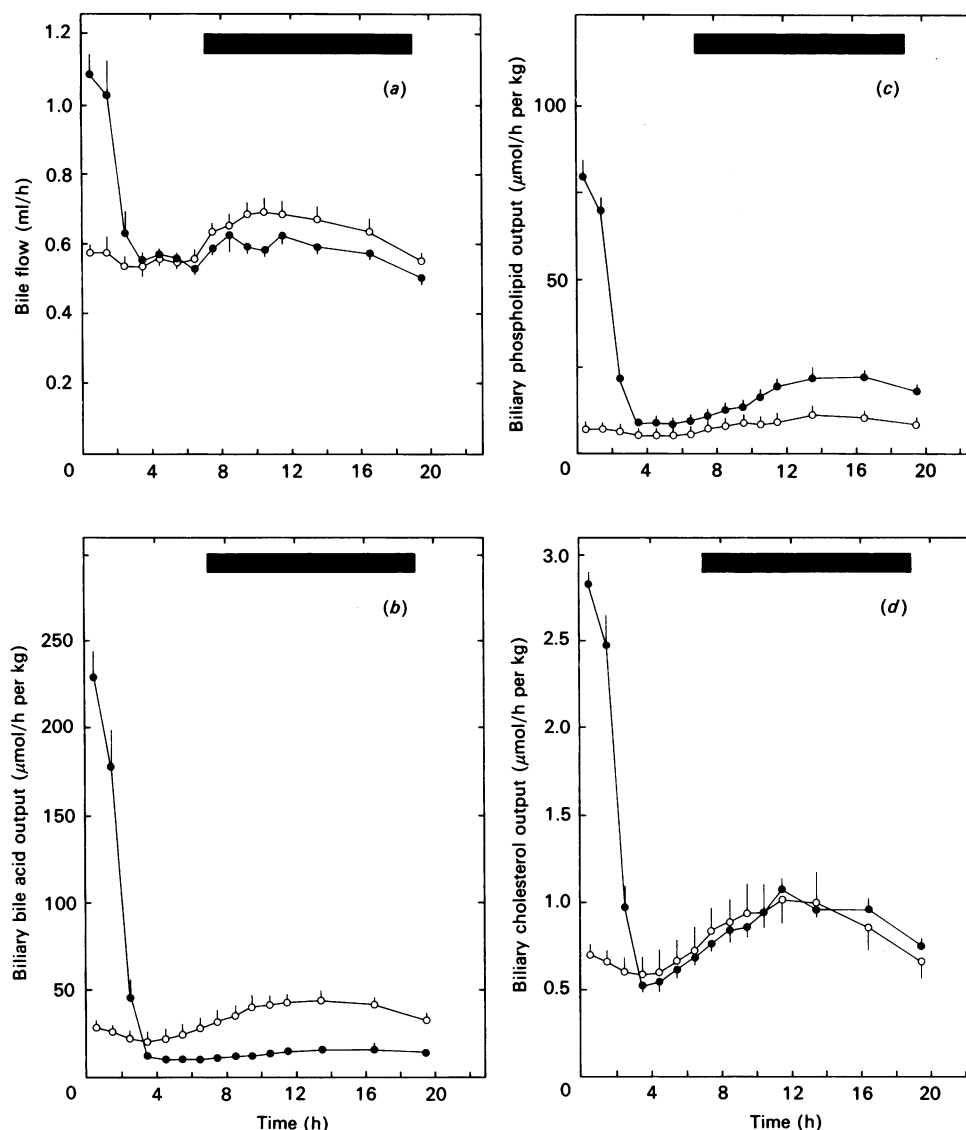 (a)
Bile flow (ml/h)
1.2
1.0
0.8
0.6
0.4
0.2
0 4 8 12 16 20
(c)
Biliary phospholipid output (μmol/h per kg)
100
50
25
0 4 8 12 16 20
(b)
Biliary bile acid output (μmol/h per kg)
250
200
150
100
50
0 4 8 12 16 20
Time (h)
(d)
Biliary cholesterol output (μmol/h per kg)
3.0
2.5
2.0
1.5
1.0
0.5
0 4 8 12 16 20
Time (h)